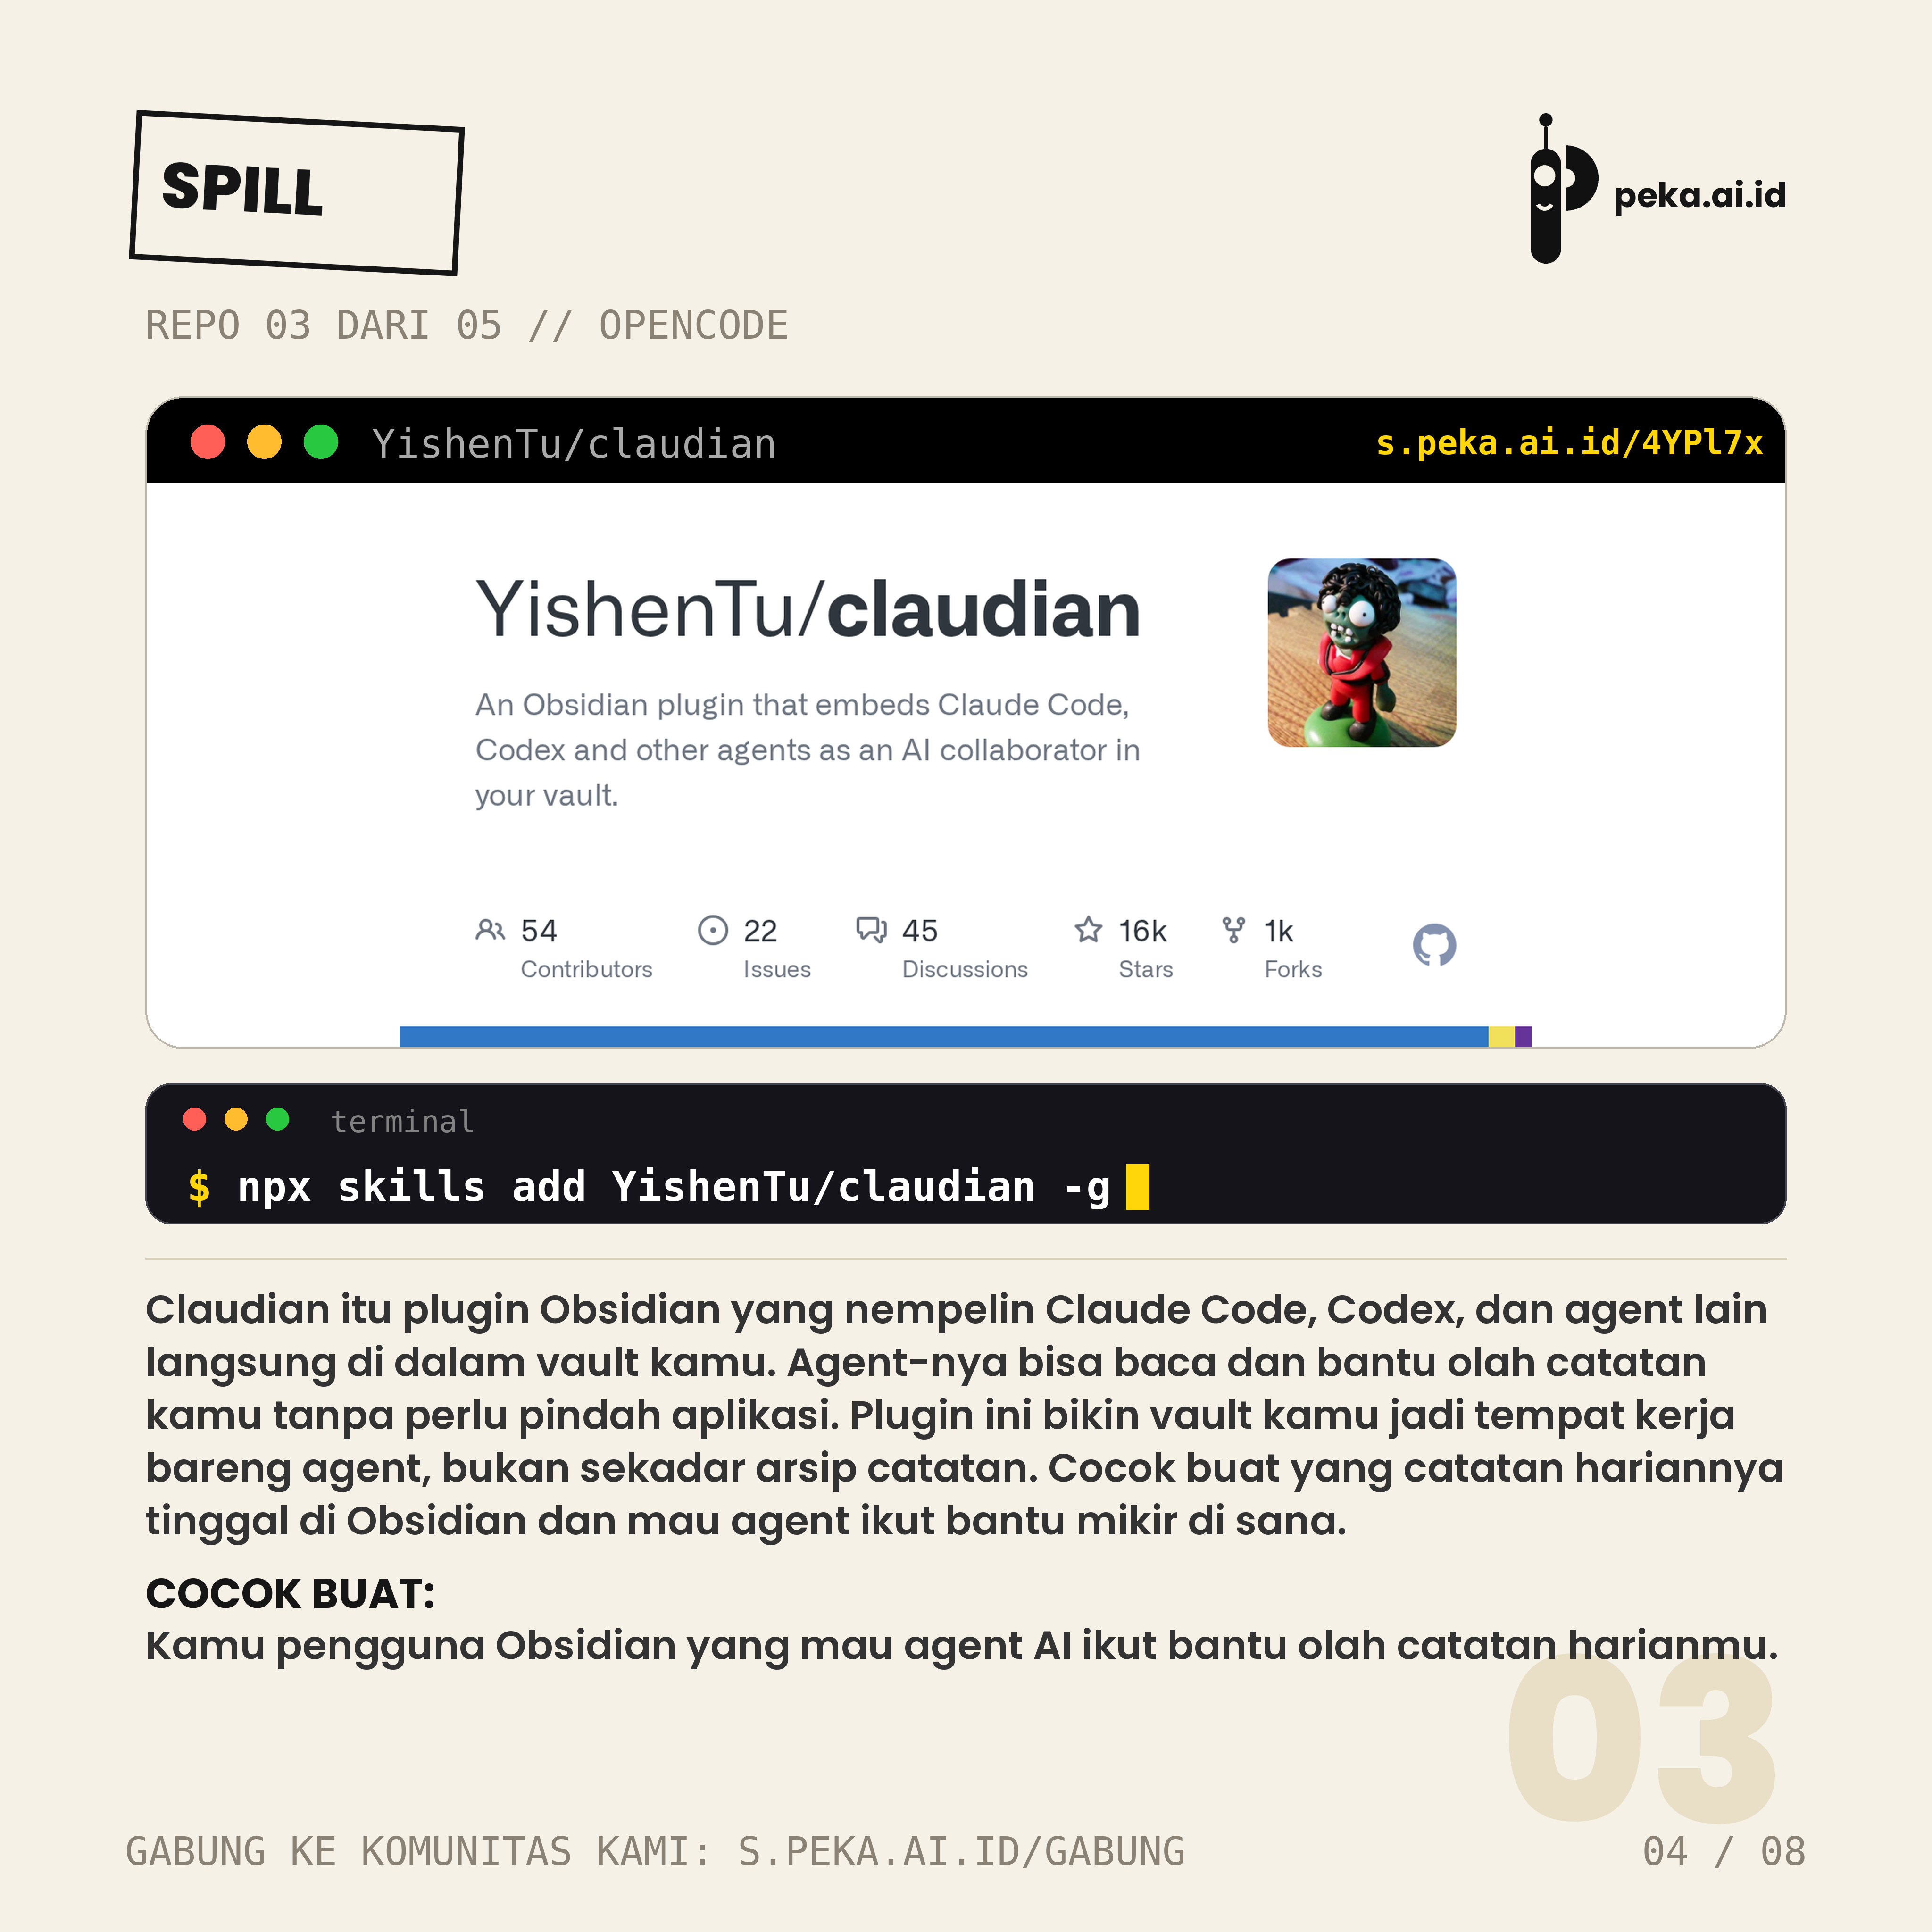 SPILL
peka.ai.id
REPO 03 DARI 05 // OPENCODE
YishenTu/claudian
s.peka.ai.id/4YPl7x
YishenTu/claudian
An Obsidian plugin that embeds Claude Code,
Codex and other agents as an AI collaborator in
your vault.
54
Contributors
22
Issues
45
Discussions
16k
Stars
1k
Forks
terminal
$ npx skills add YishenTu/claudian -g
Claudian itu plugin Obsidian yang nempelin Claude Code, Codex, dan agent lain
langsung di dalam vault kamu. Agent-nya bisa baca dan bantu olah catatan
kamu tanpa perlu pindah aplikasi. Plugin ini bikin vault kamu jadi tempat kerja
bareng agent, bukan sekadar arsip catatan. Cocok buat yang catatan hariannya
tinggal di Obsidian dan mau agent ikut bantu mikir di sana.
COCOK BUAT:
Kamu pengguna Obsidian yang mau agent AI ikut bantu olah catatan harianmu.
03
GABUNG KE KOMUNITAS KAMI: S.PEKA.AI.ID/GABUNG
04 / 08